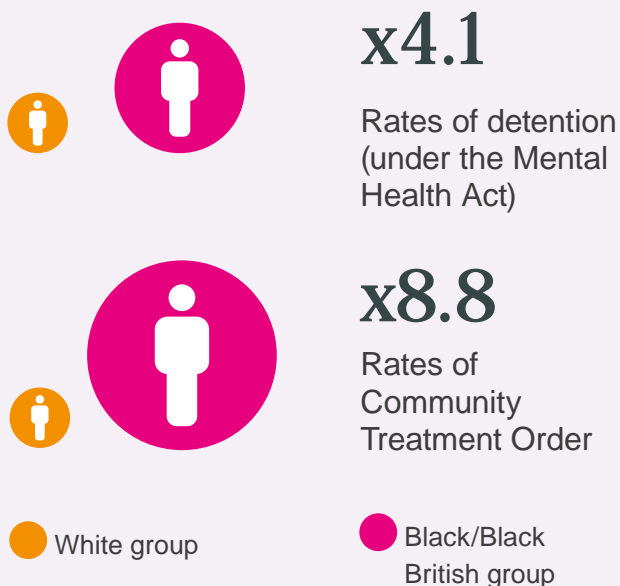 x4.1
Rates of detention
(under the Mental
Health Act)
x8.8
Rates of
Community
Treatment Order
White group
Black/Black
British group